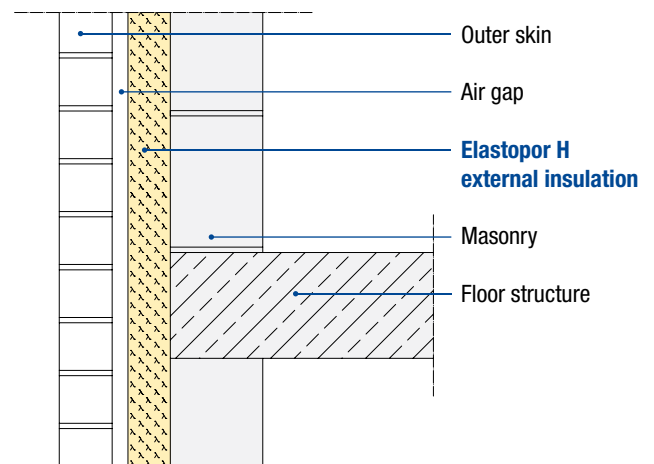 Outer skin
Air gap
Elastopor H
external insulation
Masonry
Floor structure